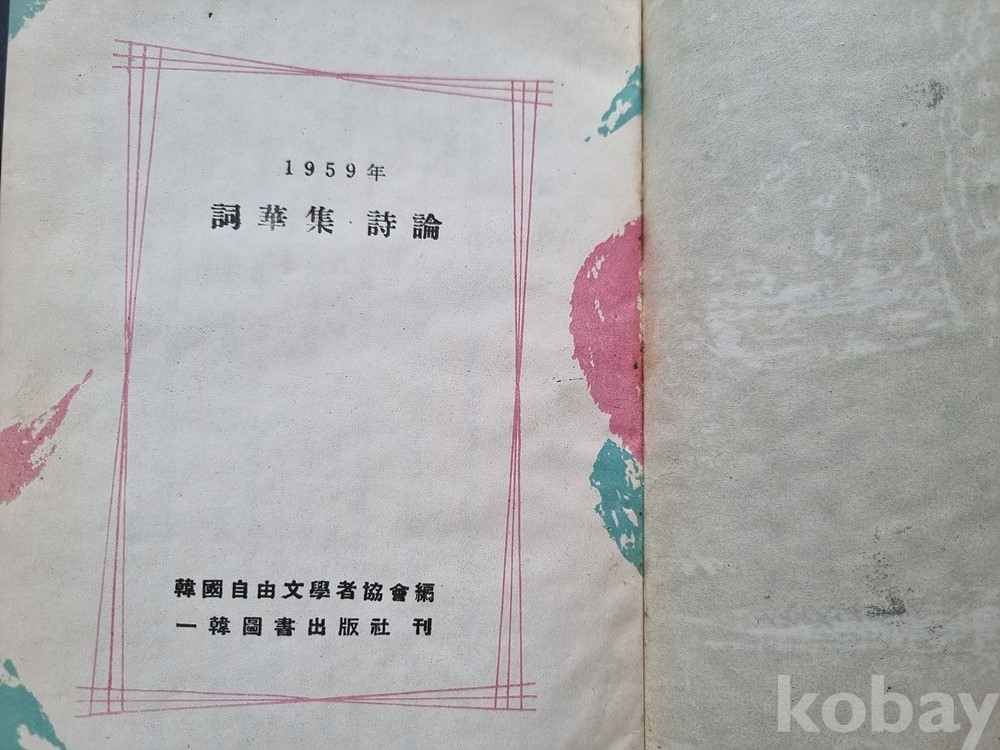 1959年
詞華集·詩論
韓國自由文學者協會編
一韓圖書出版社 刊
kobay